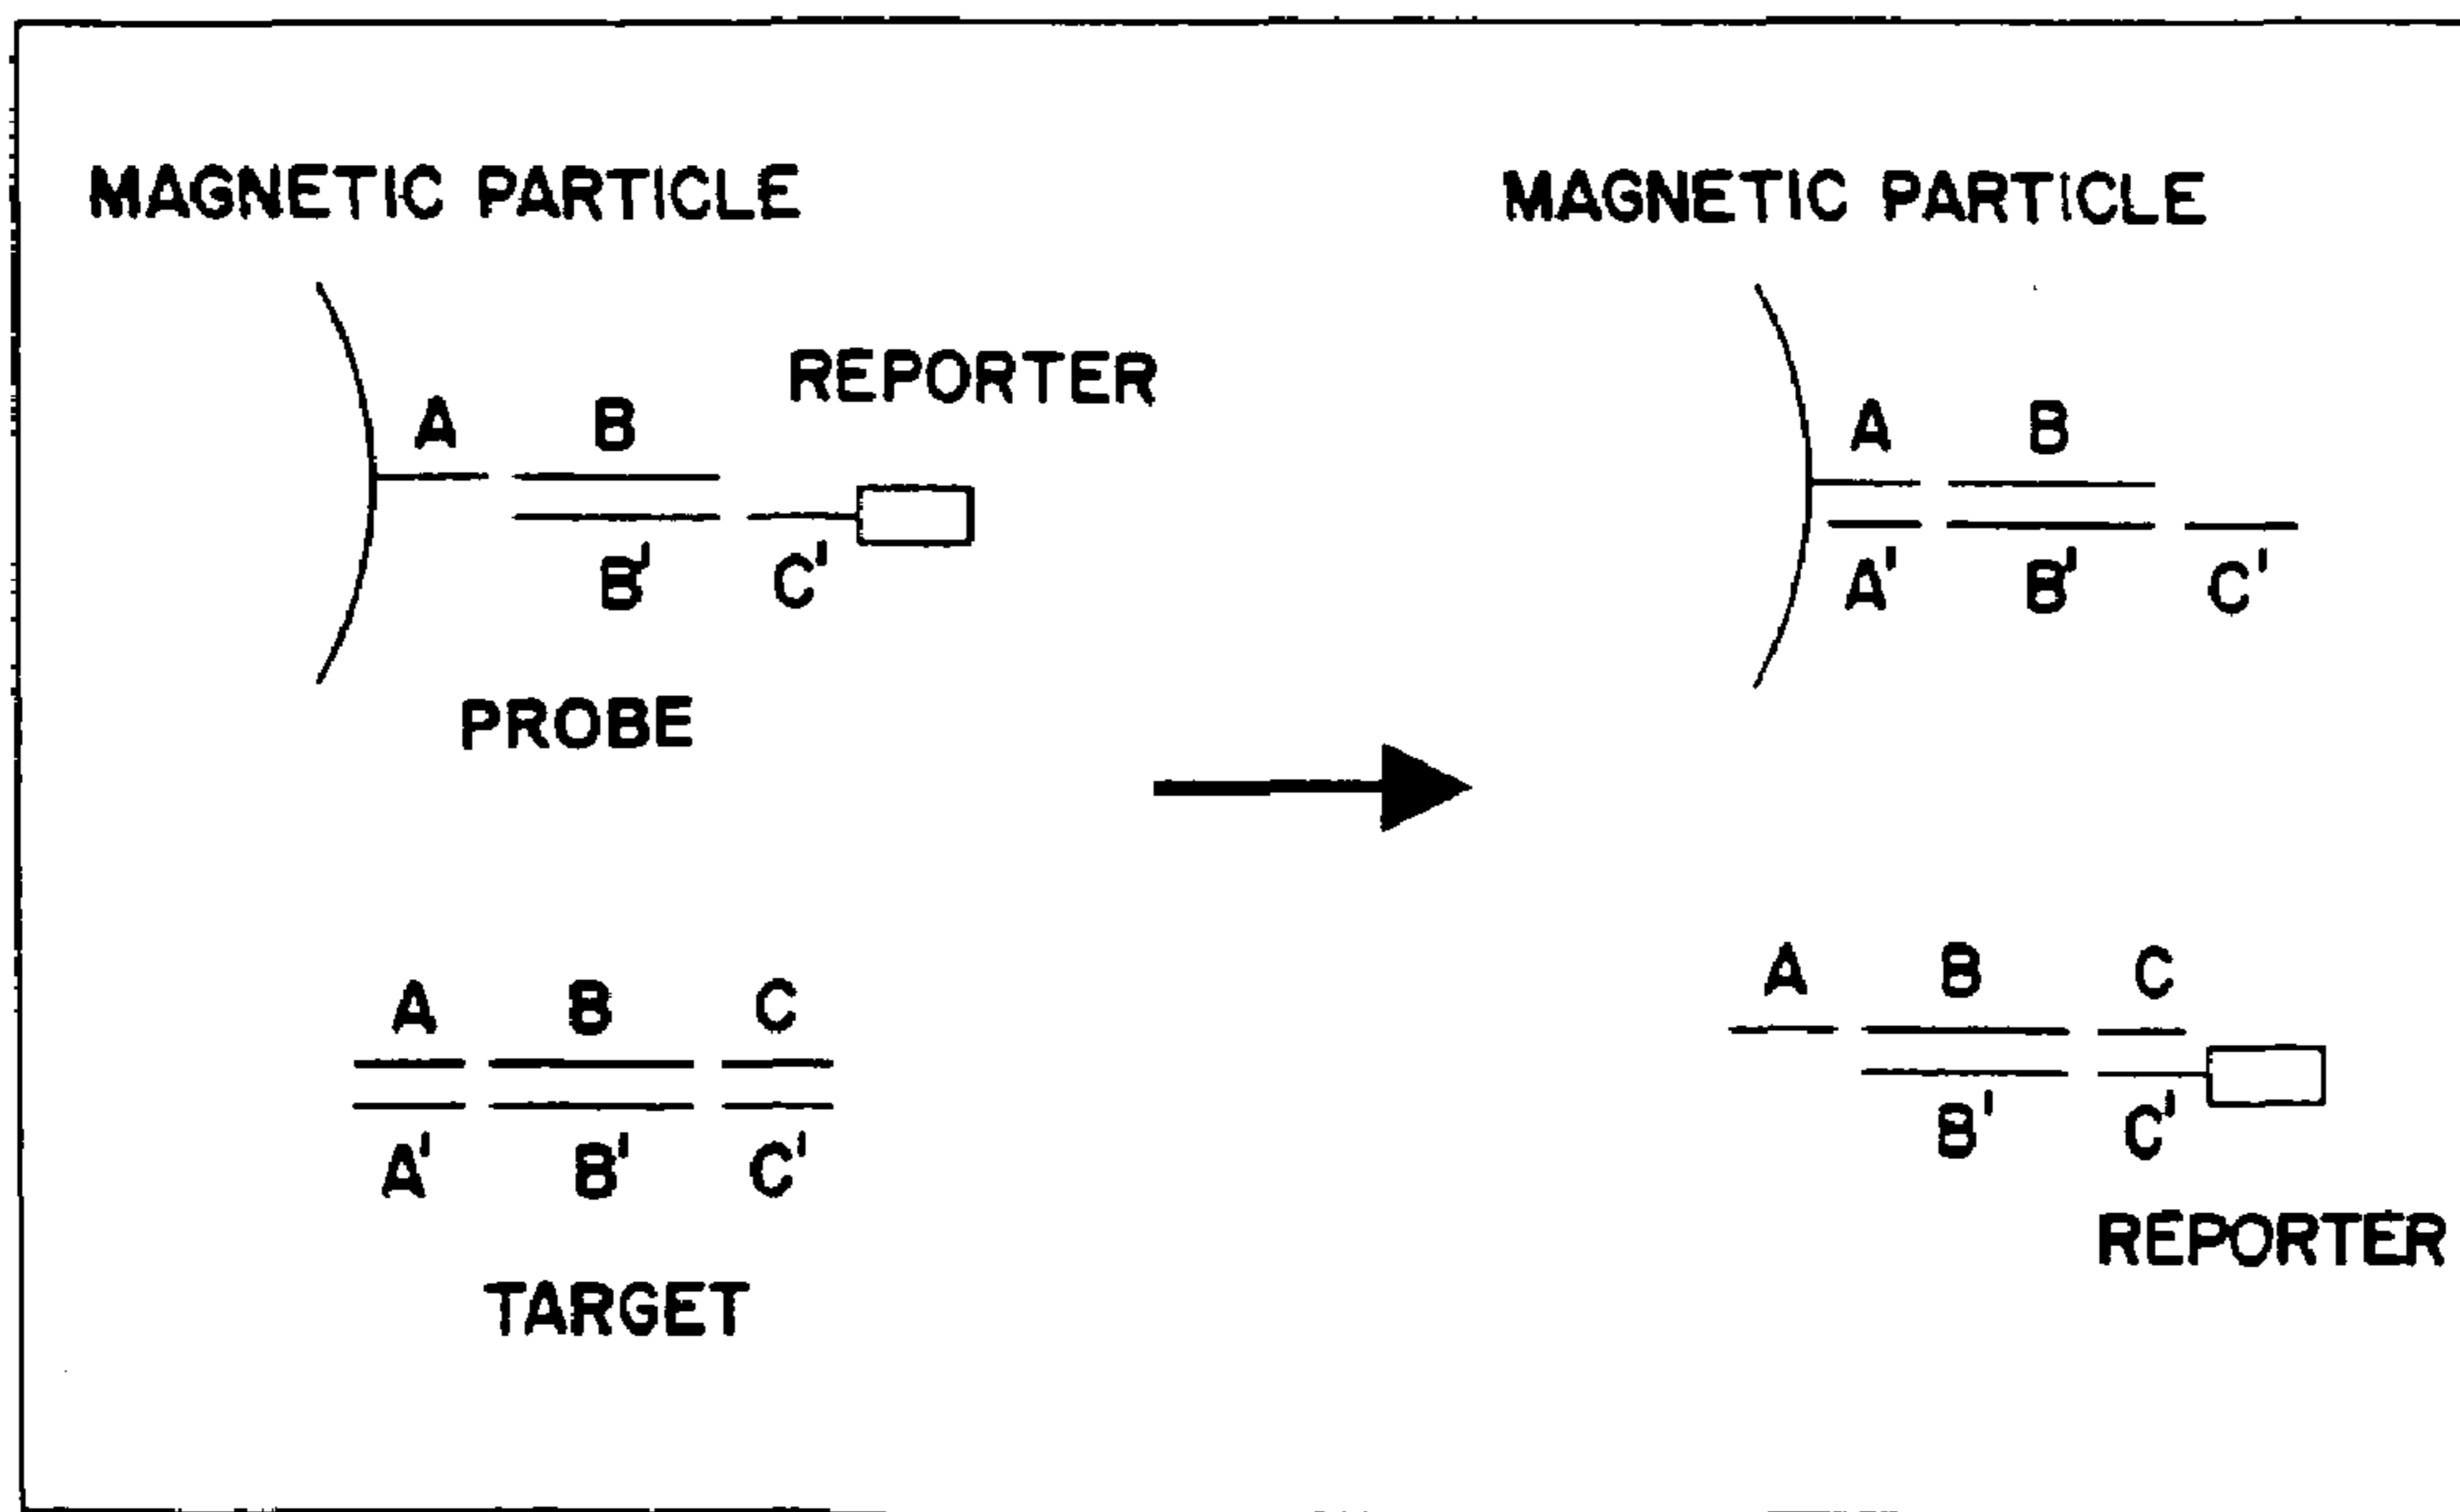 MAGNETIC PARTICLE
REPORTER
A B
B' C'
PROBE
A B C
A' B' C'
TARGET
MAGNETIC PARTICLE
A B
A' B' C'
A B C
B' C'
REPORTER